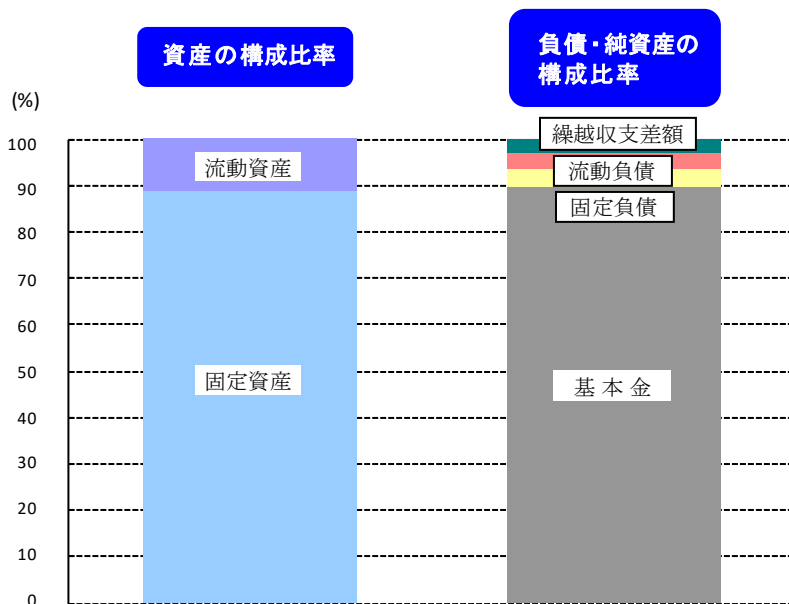 資産の構成比率
負債・純資産の
構成比率
(%)
100
90
80
70
60
50
40
30
20
10
0
流動資産
固定資産
繰越収支差額
流動負債
固定負債
基本金